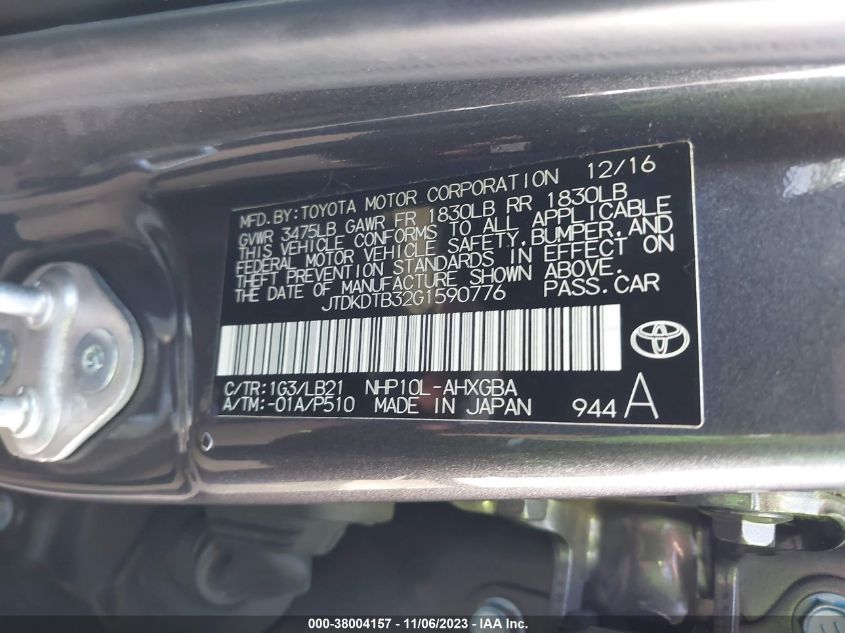 12/16
MFD. BY: TOYOTA MOTOR CORPORATION
GVWR 3475LB GAWR FR 1830LB RR 1830LB
THIS VEHICLE CONFORMS TO ALL APPLICABLE
FEDERAL MOTOR VEHICLE SAFETY, BUMPER, AND
THEFT PREVENTION STANDARDS IN EFFECT ON
THE DATE OF MANUFACTURE SHOWN ABOVE.
JTDKDTB32G1590776 PASS. CAR
C/TR: 1G3/LB21 NHP10L-AHXGBA
A/TM: -01A/P510 MADE IN JAPAN 944 A
000-38004157 - 11/06/2023 - IAA Inc.